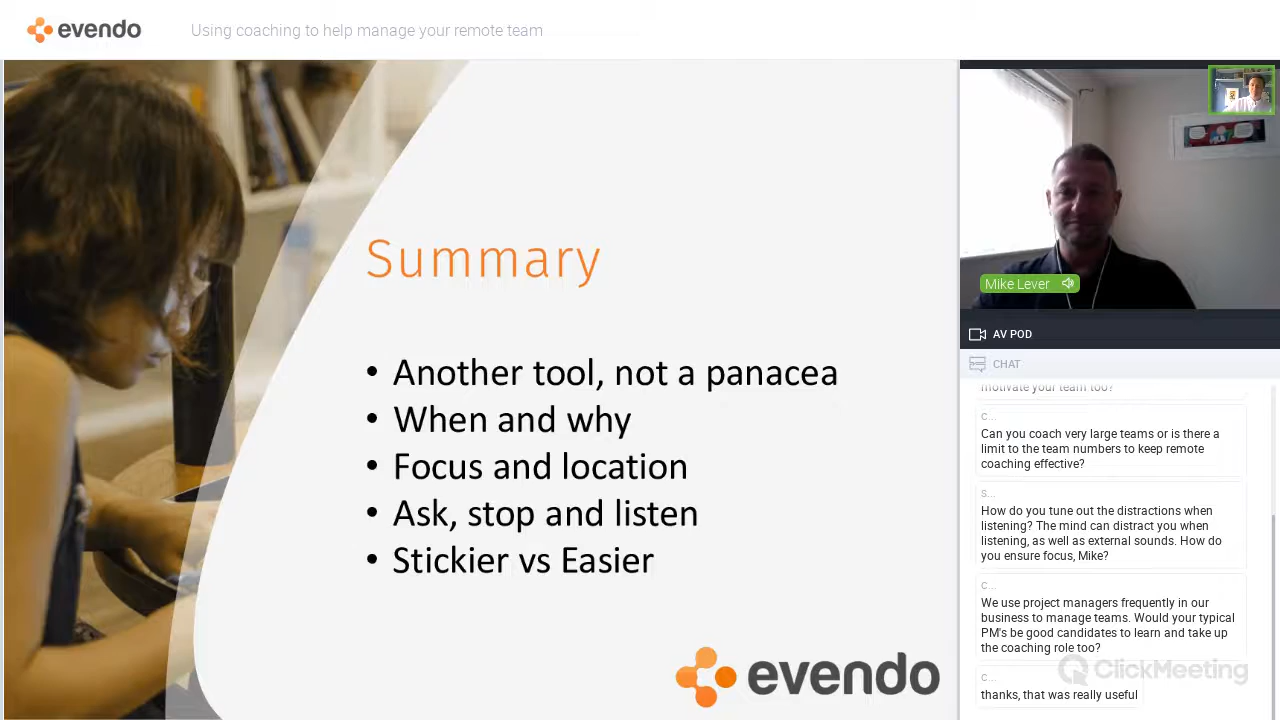 evendo
Using coaching to help manage your remote team
Summary
• Another tool, not a panacea
• When and why
• Focus and location
• Ask, stop and listen
• Stickier vs Easier
evendo
Mike Lever
AV POD
CHAT
motivate your team too?
C...
Can you coach very large teams or is there a
limit to the team numbers to keep remote
coaching effective?
S...
How do you tune out the distractions when
listening? The mind can distract you when
listening, as well as external sounds. How do
you ensure focus, Mike?
C...
We use project managers frequently in our
business to manage teams. Would your typical
PM's be good candidates to learn and take up
the coaching role too?
C...
thanks, that was really useful
ClickMeeting